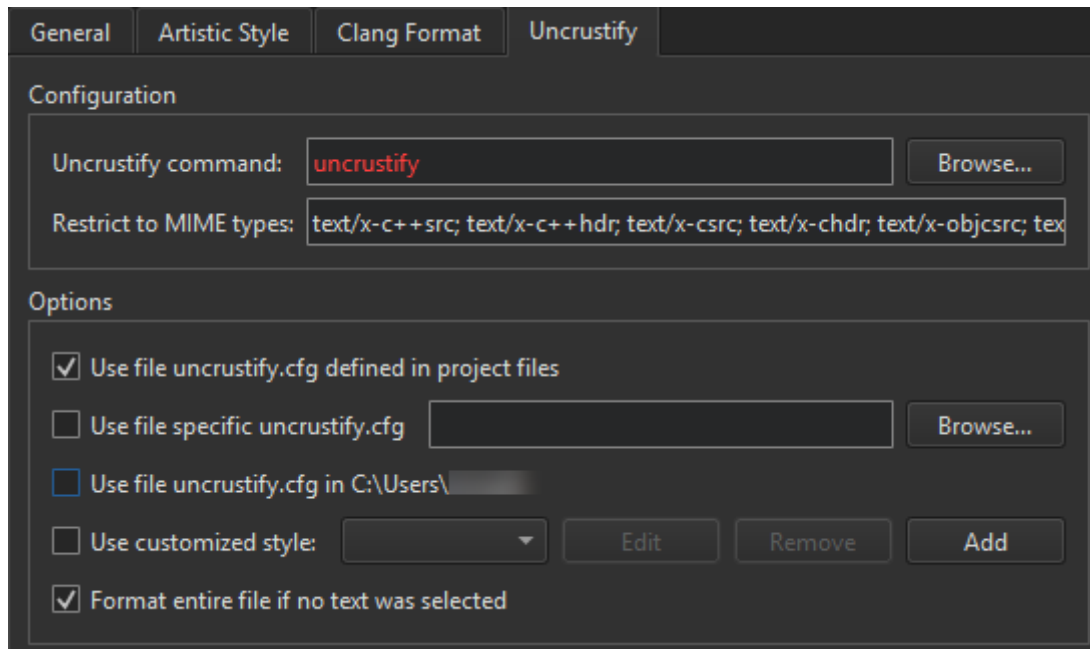 General Artistic Style Clang Format Uncrustify
Configuration
Uncrustify command: uncrustify Browse...
Restrict to MIME types: text/x-c++src; text/x-c++hdr; text/x-csrc; text/x-chdr; text/x-objcsrc; tex
Options
Use file uncrustify.cfg defined in project files
Use file specific uncrustify.cfg Browse...
Use file uncrustify.cfg in C:\Users\
Use customized style: Edit Remove Add
Format entire file if no text was selected